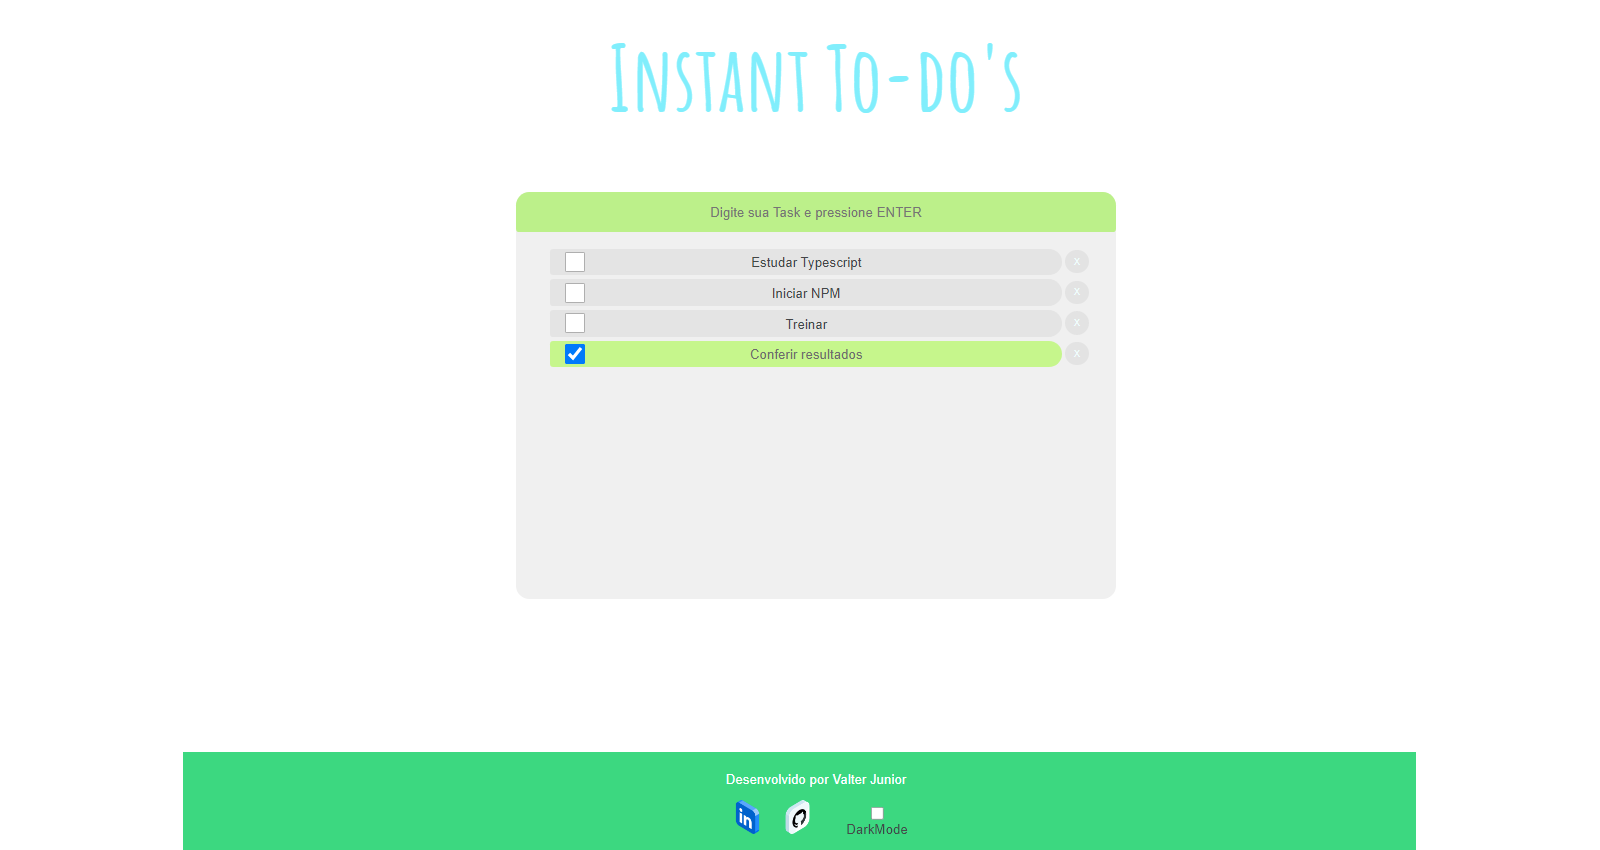 Instant To-do's
Digite sua Task e pressione ENTER
Estudar Typescript
X
Iniciar NPM
X
Treinar
X
Conferir resultados
X
Desenvolvido por Valter Junior
in
DarkMode